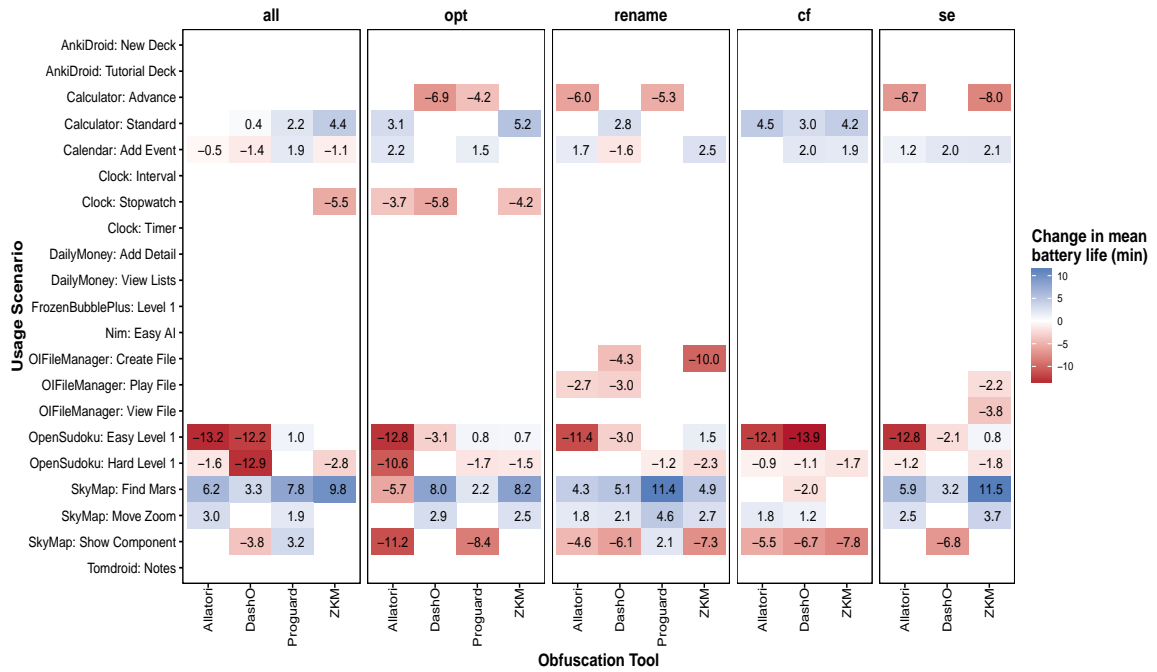 all opt rename cf se
AnkiDroid: New Deck
AnkiDroid: Tutorial Deck
Calculator: Advance −6.9 −4.2 −6.0 −5.3 −6.7 −8.0
Calculator: Standard 0.4 2.2 4.4 3.1 5.2 2.8 4.5 3.0 4.2
Calendar: Add Event −0.5 −1.4 1.9 −1.1 2.2 1.5 1.7 −1.6 2.5 2.0 1.9 1.2 2.0 2.1
Clock: Interval
Clock: Stopwatch −5.5 −3.7 −5.8 −4.2
Clock: Timer
DailyMoney: Add Detail
DailyMoney: View Lists
FrozenBubblePlus: Level 1
Nim: Easy AI
OIFileManager: Create File −4.3 −10.0
OIFileManager: Play File −2.7 −3.0 −2.2
OIFileManager: View File −3.8
OpenSudoku: Easy Level 1 −13.2 −12.2 1.0 −12.8 −3.1 0.8 0.7 −11.4 −3.0 1.5 −12.1 −13.9 −12.8 −2.1 0.8
OpenSudoku: Hard Level 1 −1.6 −12.9 −2.8 −10.6 −1.7 −1.5 −1.2 −2.3 −0.9 −1.1 −1.7 −1.2 −1.8
SkyMap: Find Mars 6.2 3.3 7.8 9.8 −5.7 8.0 2.2 8.2 4.3 5.1 11.4 4.9 −2.0 5.9 3.2 11.5
SkyMap: Move Zoom 3.0 1.9 2.9 2.5 1.8 2.1 4.6 2.7 1.8 1.2 2.5 3.7
SkyMap: Show Component −3.8 3.2 −11.2 −8.4 −4.6 −6.1 2.1 −7.3 −5.5 −6.7 −7.8 −6.8
Tomdroid: Notes
Usage Scenario
Allatori DashO Proguard ZKM Allatori DashO Proguard ZKM Allatori DashO Proguard ZKM Allatori DashO ZKM Allatori DashO ZKM
Obfuscation Tool
Change in mean
battery life (min)
10
5
0
−5
−10